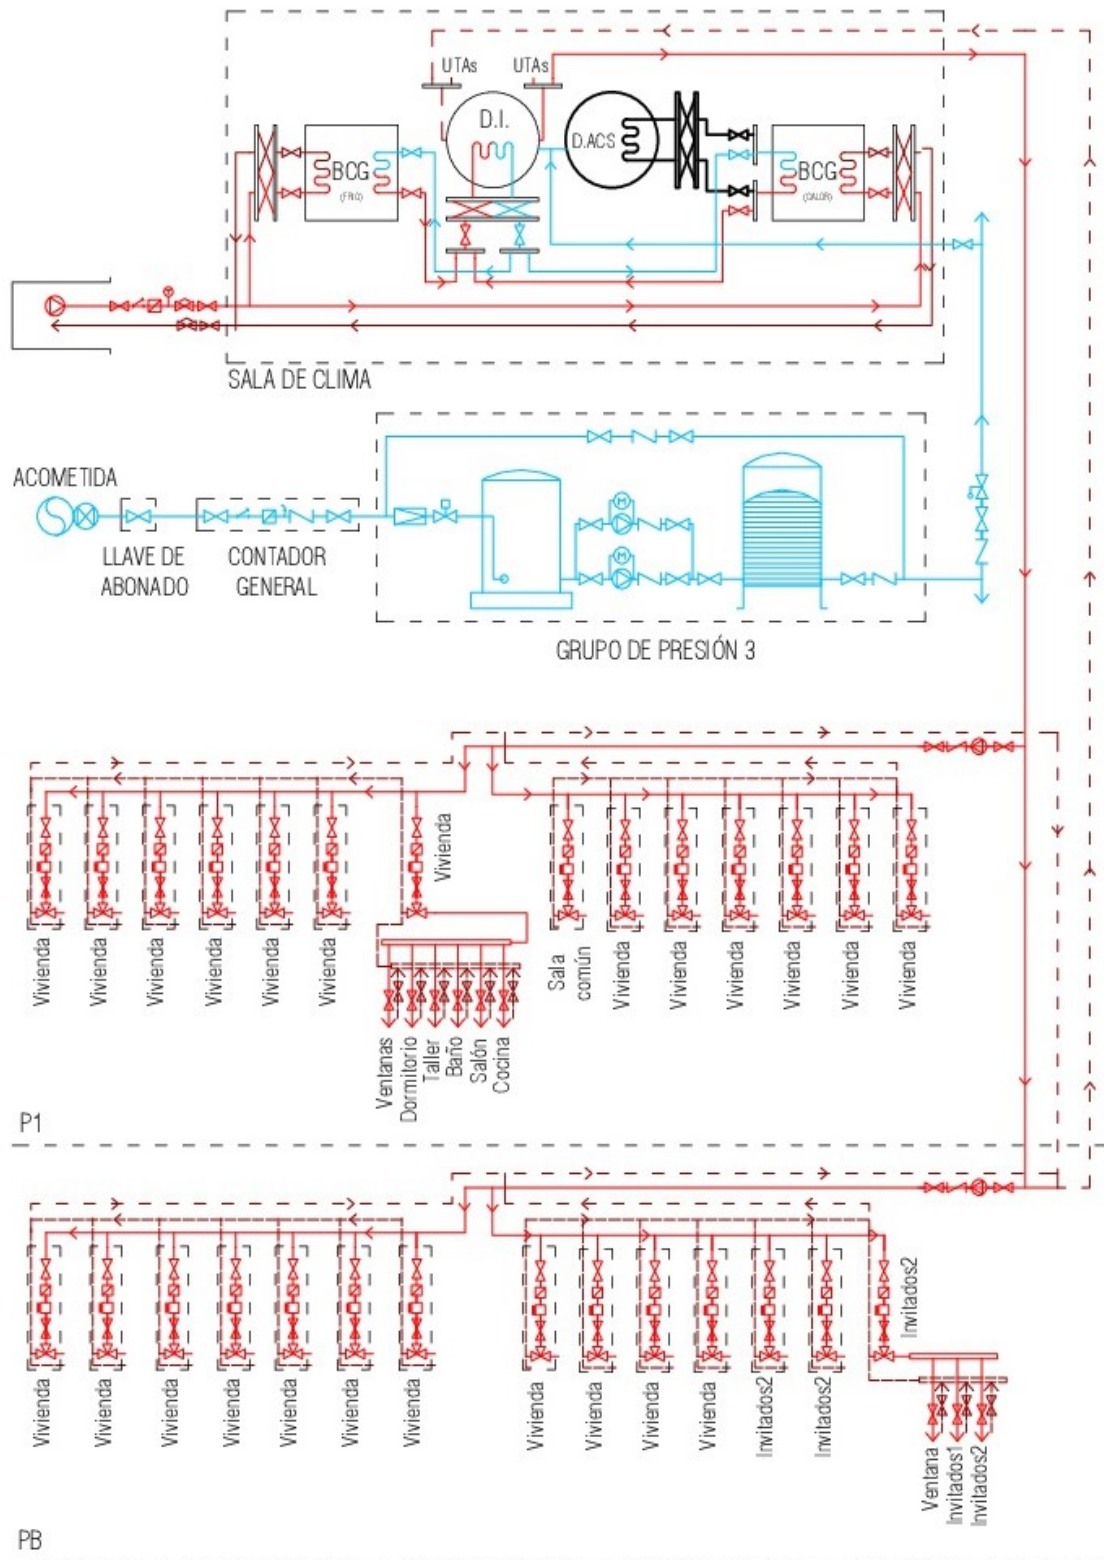 UTAs
UTAs
D.I.
D.ACS
BCG
(FRIO)
BCG
(CALOR)
SALA DE CLIMA
ACOMETIDA
LLAVE DE
ABONADO
CONTADOR
GENERAL
M
M
GRUPO DE PRESIÓN 3
Vivienda
Vivienda
Vivienda
Vivienda
Vivienda
Vivienda
Vivienda
Sala
común
Vivienda
Vivienda
Vivienda
Vivienda
Vivienda
Vivienda
Ventanas
Dormitorio
Taller
Baño
Salón
Cocina
P1
Vivienda
Vivienda
Vivienda
Vivienda
Vivienda
Vivienda
Vivienda
Vivienda
Vivienda
Vivienda
Vivienda
Invitados2
Invitados2
Invitados2
Ventana
Invitados1
Invitados2
PB